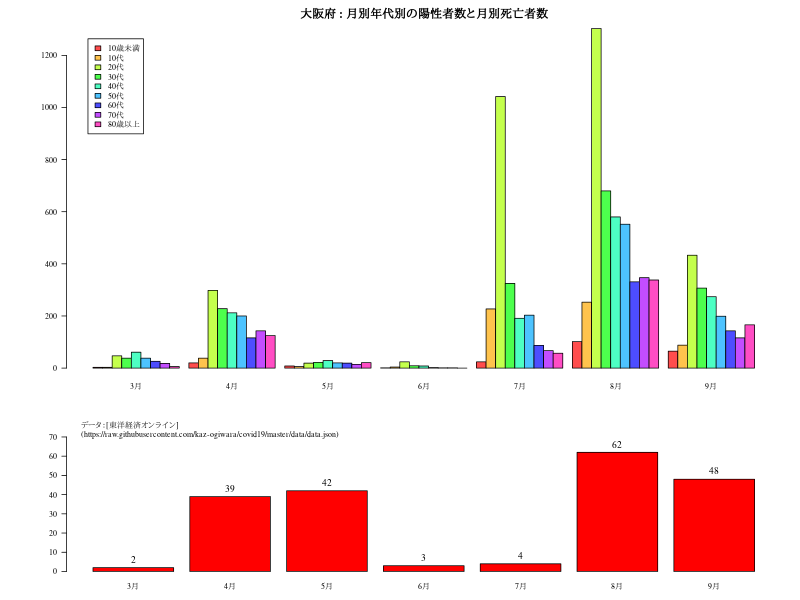 大阪府 : 月別年代別の陽性者数と月別死亡者数
10歳未満
10代
20代
30代
40代
50代
60代
70代
80歳以上
1200
1000
800
600
400
200
0
3月 4月 5月 6月 7月 8月 9月
データ : [東洋経済オンライン]
(https://raw.githubusercontent.com/kaz-ogiwara/covid19/master/data/data.json)
70
60
50
40
30
20
10
0
2 39 42 3 4 62 48
3月 4月 5月 6月 7月 8月 9月